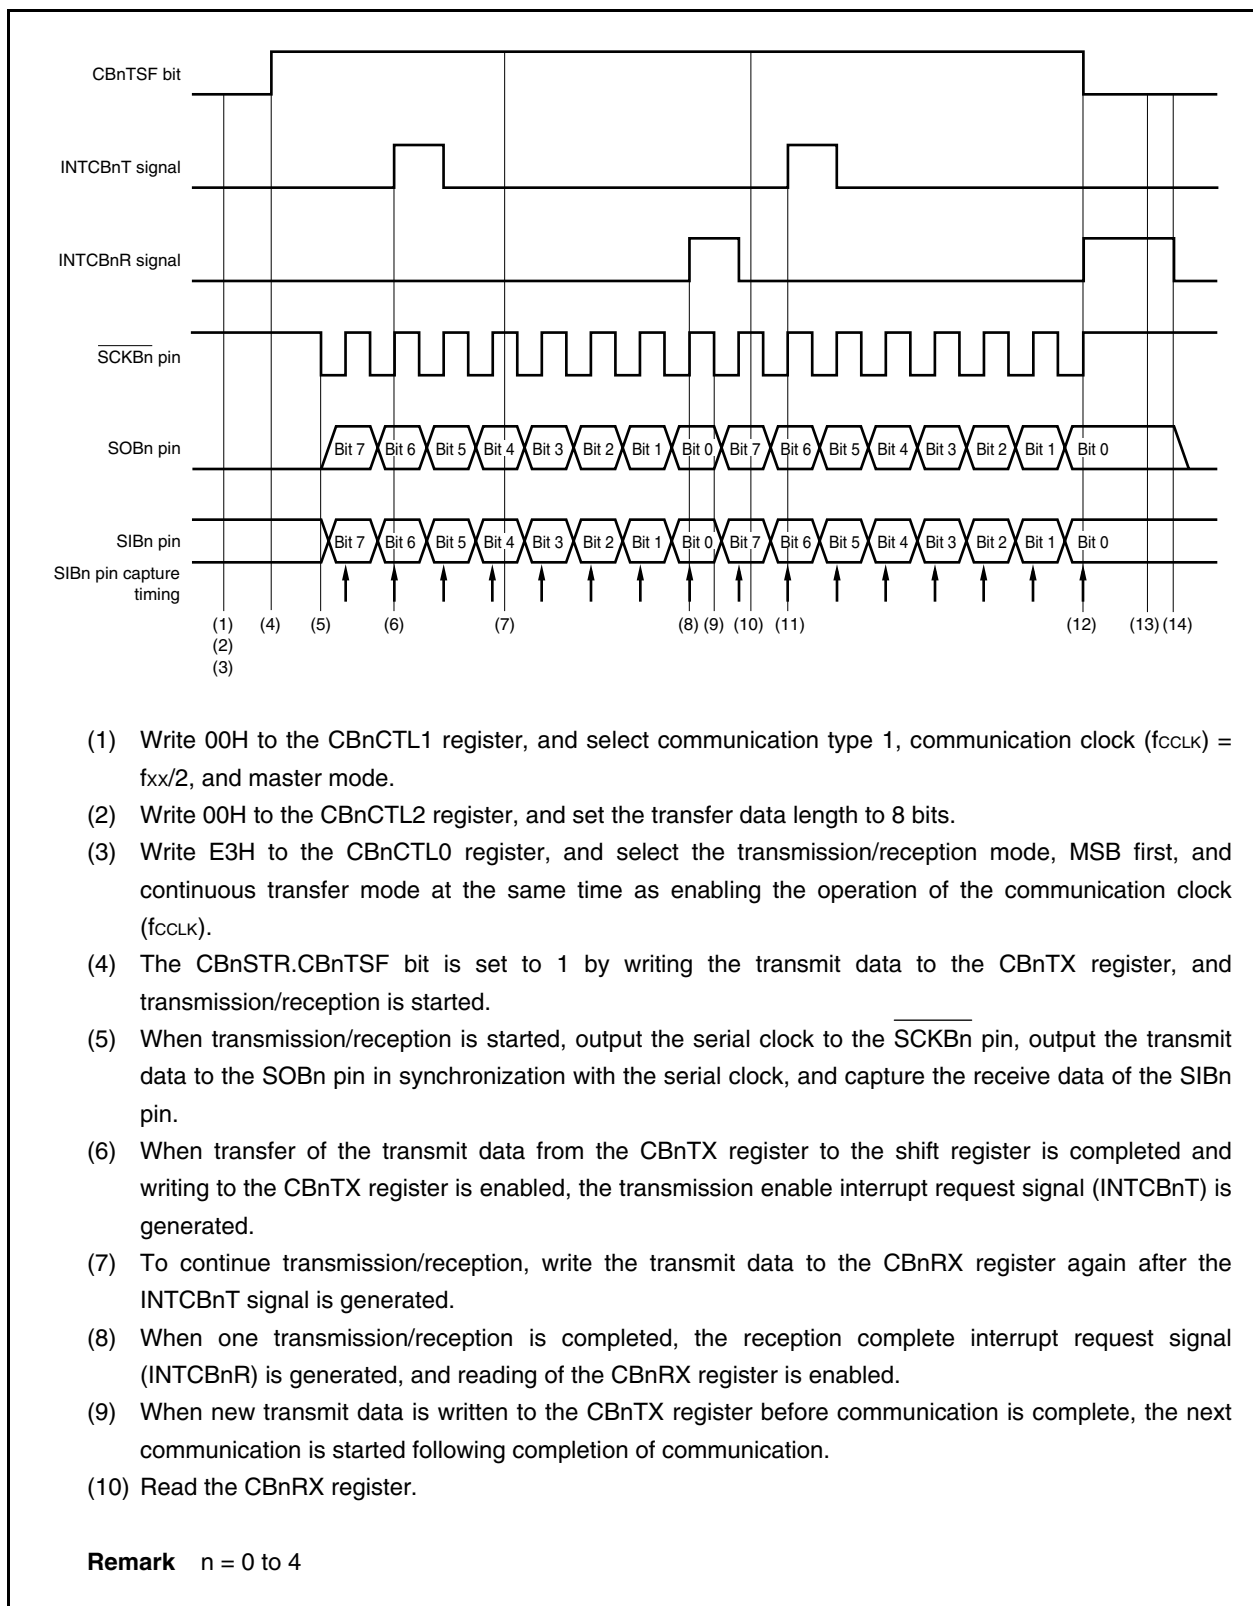 CBnTSF bit
INTCBnT signal
INTCBnR signal
SCKBn pin
SOBn pin
Bit 7 Bit 6 Bit 5 Bit 4 Bit 3 Bit 2 Bit 1 Bit 0 Bit 7 Bit 6 Bit 5 Bit 4 Bit 3 Bit 2 Bit 1 Bit 0
SIBn pin
Bit 7 Bit 6 Bit 5 Bit 4 Bit 3 Bit 2 Bit 1 Bit 0 Bit 7 Bit 6 Bit 5 Bit 4 Bit 3 Bit 2 Bit 1 Bit 0
SIBn pin capture
timing
(1) (4) (5) (6) (7) (8) (9) (10) (11) (12) (13) (14)
(2)
(3)
(1) Write 00H to the CBnCTL1 register, and select communication type 1, communication clock (fCCLK) =
fXX/2, and master mode.
(2) Write 00H to the CBnCTL2 register, and set the transfer data length to 8 bits.
(3) Write E3H to the CBnCTL0 register, and select the transmission/reception mode, MSB first, and
continuous transfer mode at the same time as enabling the operation of the communication clock
(fCCLK).
(4) The CBnSTR.CBnTSF bit is set to 1 by writing the transmit data to the CBnTX register, and
transmission/reception is started.
(5) When transmission/reception is started, output the serial clock to the SCKBn pin, output the transmit
data to the SOBn pin in synchronization with the serial clock, and capture the receive data of the SIBn
pin.
(6) When transfer of the transmit data from the CBnTX register to the shift register is completed and
writing to the CBnTX register is enabled, the transmission enable interrupt request signal (INTCBnT) is
generated.
(7) To continue transmission/reception, write the transmit data to the CBnRX register again after the
INTCBnT signal is generated.
(8) When one transmission/reception is completed, the reception complete interrupt request signal
(INTCBnR) is generated, and reading of the CBnRX register is enabled.
(9) When new transmit data is written to the CBnTX register before communication is complete, the next
communication is started following completion of communication.
(10) Read the CBnRX register.
Remark n = 0 to 4